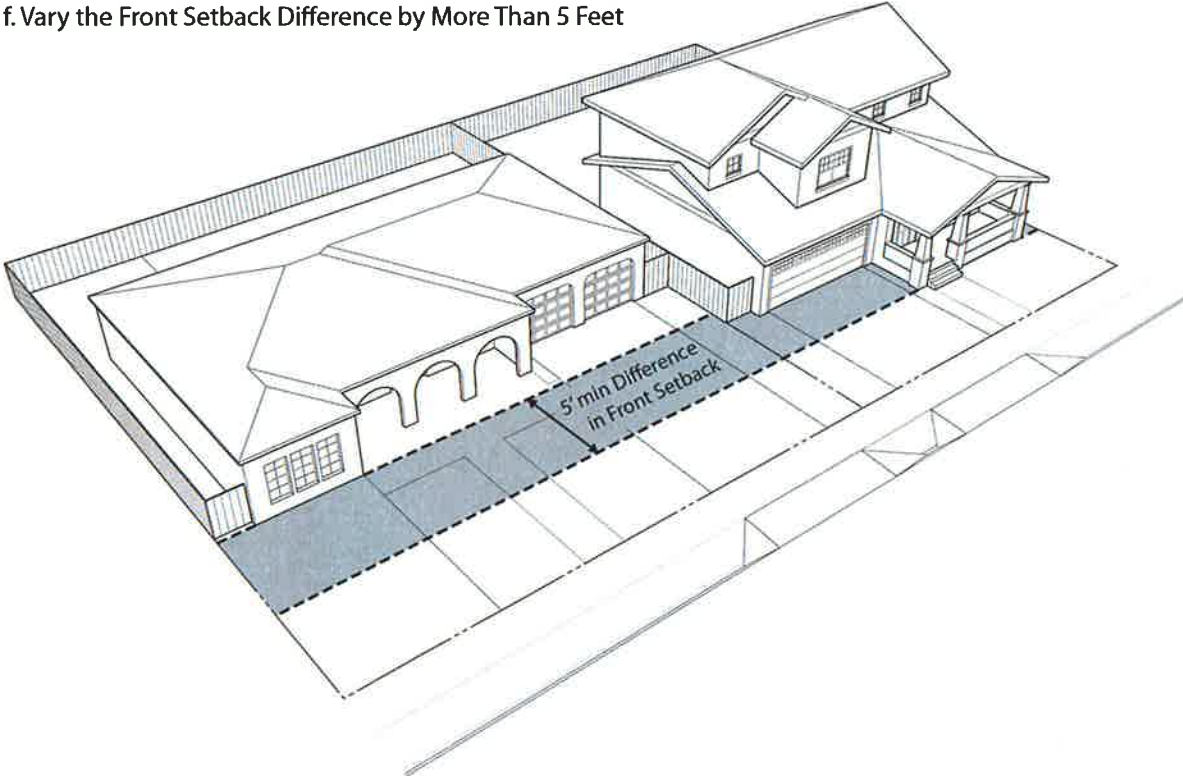 f. Vary the Front Setback Difference by More Than 5 Feet
5' min Difference
in Front Setback